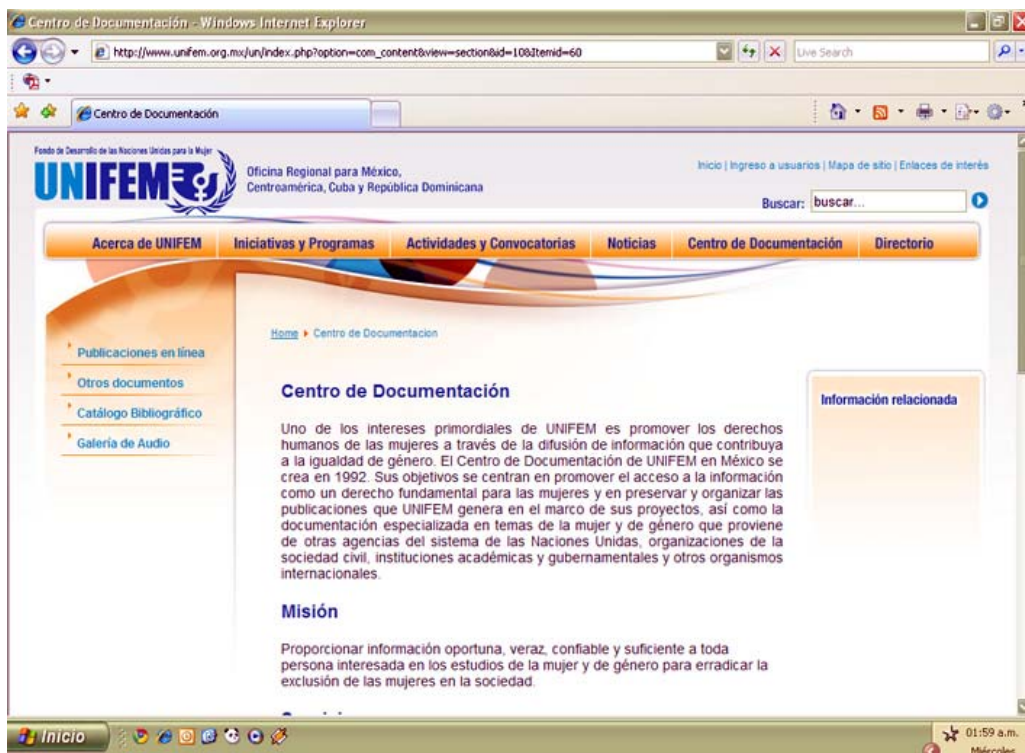 Centro de Documentación - Windows Internet Explorer
http://www.unifem.org.mx/un/index.php?option=com_content&view=section&id=10&Itemid=60
Live Search
Centro de Documentación
Fondo de Desarrollo de las Naciones Unidas para la Mujer
UNIFEM
Oficina Regional para México,
Centroamérica, Cuba y República Dominicana
Inicio | Ingreso a usuarios | Mapa de sitio | Enlaces de interés
Buscar: buscar...
Acerca de UNIFEM Iniciativas y Programas Actividades y Convocatorias Noticias Centro de Documentación Directorio
Home Centro de Documentacion
Publicaciones en línea
Otros documentos
Catálogo Bibliográfico
Galería de Audio
Centro de Documentación
Uno de los intereses primordiales de UNIFEM es promover los derechos
humanos de las mujeres a través de la difusión de información que contribuya
a la igualdad de género. El Centro de Documentación de UNIFEM en México se
crea en 1992. Sus objetivos se centran en promover el acceso a la información
como un derecho fundamental para las mujeres y en preservar y organizar las
publicaciones que UNIFEM genera en el marco de sus proyectos, así como la
documentación especializada en temas de la mujer y de género que proviene
de otras agencias del sistema de las Naciones Unidas, organizaciones de la
sociedad civil, instituciones académicas y gubernamentales y otros organismos
internacionales.
Misión
Proporcionar información oportuna, veraz, confiable y suficiente a toda
persona interesada en los estudios de la mujer y de género para erradicar la
exclusión de las mujeres en la sociedad.
Información relacionada
Inicio
01:59 a.m.
Miércoles